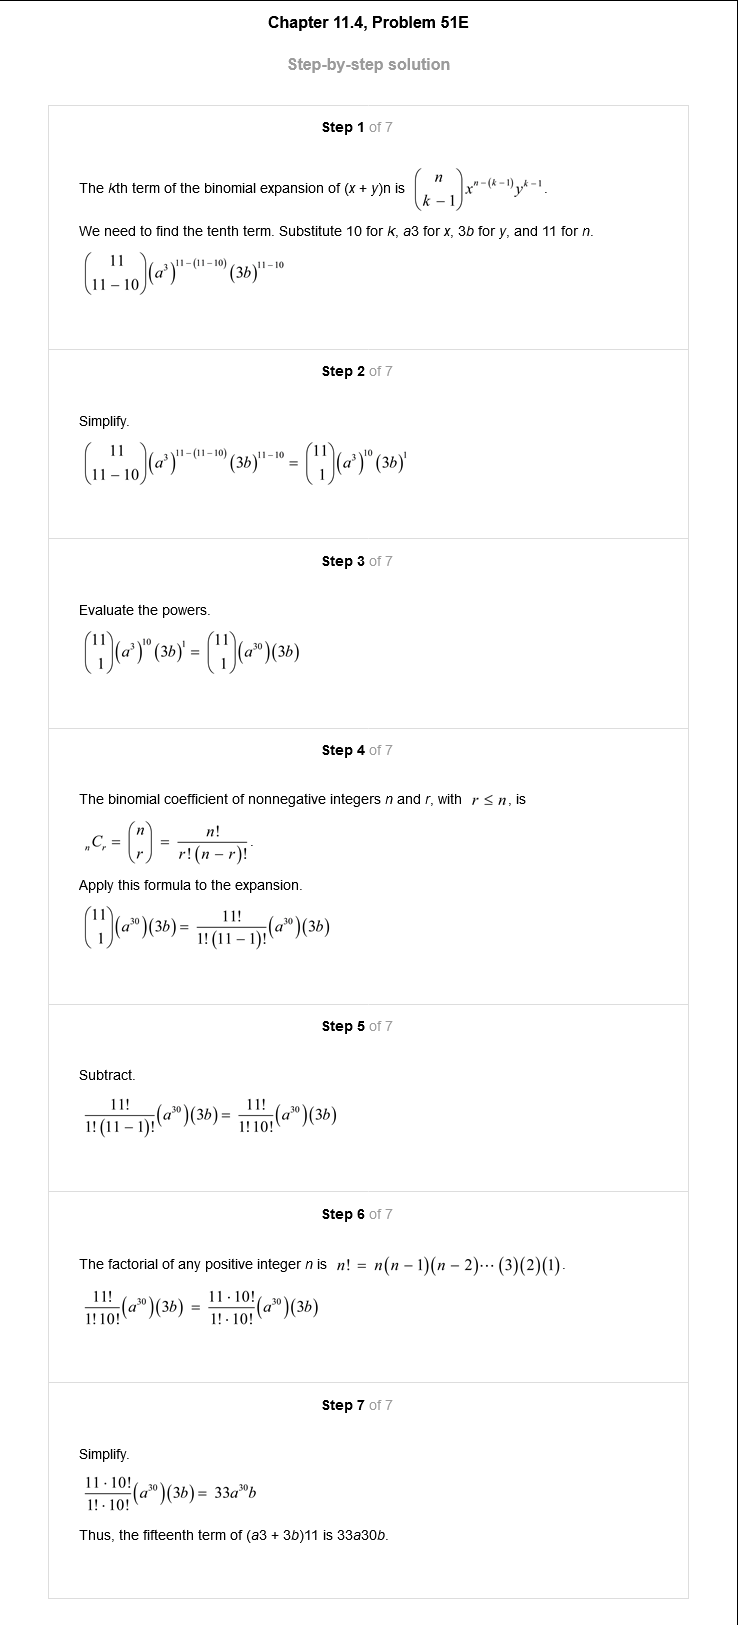 Chapter 11.4, Problem 51E
Step-by-step solution
Step 1 of 7
The kth term of the binomial expansion of (x + y)n is \binom{n}{k-1} x^{n-(k-1)} y^{k-1}.
We need to find the tenth term. Substitute 10 for k, a3 for x, 3b for y, and 11 for n.
\binom{11}{11-10} (a^3)^{11-(11-10)} (3b)^{11-10}
Step 2 of 7
Simplify.
\binom{11}{11-10} (a^3)^{11-(11-10)} (3b)^{11-10} = \binom{11}{1} (a^3)^{10} (3b)^1
Step 3 of 7
Evaluate the powers.
\binom{11}{1} (a^3)^{10} (3b)^1 = \binom{11}{1} (a^{30})(3b)
Step 4 of 7
The binomial coefficient of nonnegative integers n and r, with r ≤ n, is
_nC_r = \binom{n}{r} = \frac{n!}{r!(n-r)!}.
Apply this formula to the expansion.
\binom{11}{1} (a^{30})(3b) = \frac{11!}{1!(11-1)!} (a^{30})(3b)
Step 5 of 7
Subtract.
\frac{11!}{1!(11-1)!} (a^{30})(3b) = \frac{11!}{1!10!} (a^{30})(3b)
Step 6 of 7
The factorial of any positive integer n is n! = n(n-1)(n-2)⋯(3)(2)(1).
\frac{11!}{1!10!} (a^{30})(3b) = \frac{11·10!}{1!·10!} (a^{30})(3b)
Step 7 of 7
Simplify.
\frac{11·10!}{1!·10!} (a^{30})(3b) = 33a^{30}b
Thus, the fifteenth term of (a3 + 3b)11 is 33a30b.